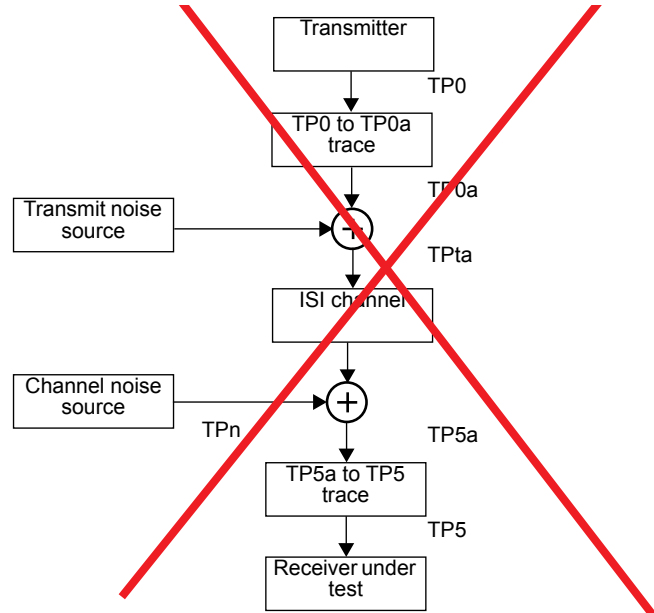 Transmitter
TP0
TP0 to TP0a
trace
TP0a
Transmit noise
source
+
TPta
ISI channel
Channel noise
source
+
TPn
TP5a
TP5a to TP5
trace
TP5
Receiver under
test